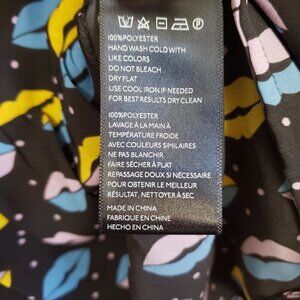 100%POLYESTER
HAND WASH COLD WITH
LIKE COLORS
DO NOT BLEACH
DRY FLAT
USE COOL IRON IF NEEDED
FOR BEST RESULTS DRY CLEAN
100%POLYESTER
LAVAGE À LA MAIN À
TEMPÉRATURE FROIDE
AVEC COULEURS SIMILAIRES
NE PAS BLANCHIR
FAIRE SÉCHER À PLAT
REPASSAGE DOUX SI NÉCESSAIRE
POUR OBTENIR LE MEILLEUR
RÉSULTAT, NETTOYER À SEC
MADE IN CHINA
FABRIQUE EN CHINE
HECHO EN CHINA